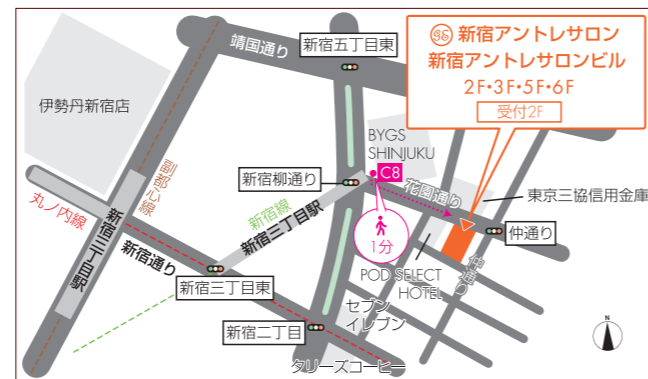 靖国通り
新宿五丁目東
新宿アントレサロン
新宿アントレサロンビル
2F・3F・5F・6F
受付2F
伊勢丹新宿店
BYGS
SHINJUKU
C8
花園通り
新宿柳通り
副都心線
丸ノ内線
新宿線
新宿三丁目駅
新宿三丁目駅
東京三協信用金庫
仲通り
1分
新宿通り
POD SELECT
HOTEL
仲通り
新宿三丁目東
セブン
イレブン
新宿二丁目
タリーズコーヒー
N